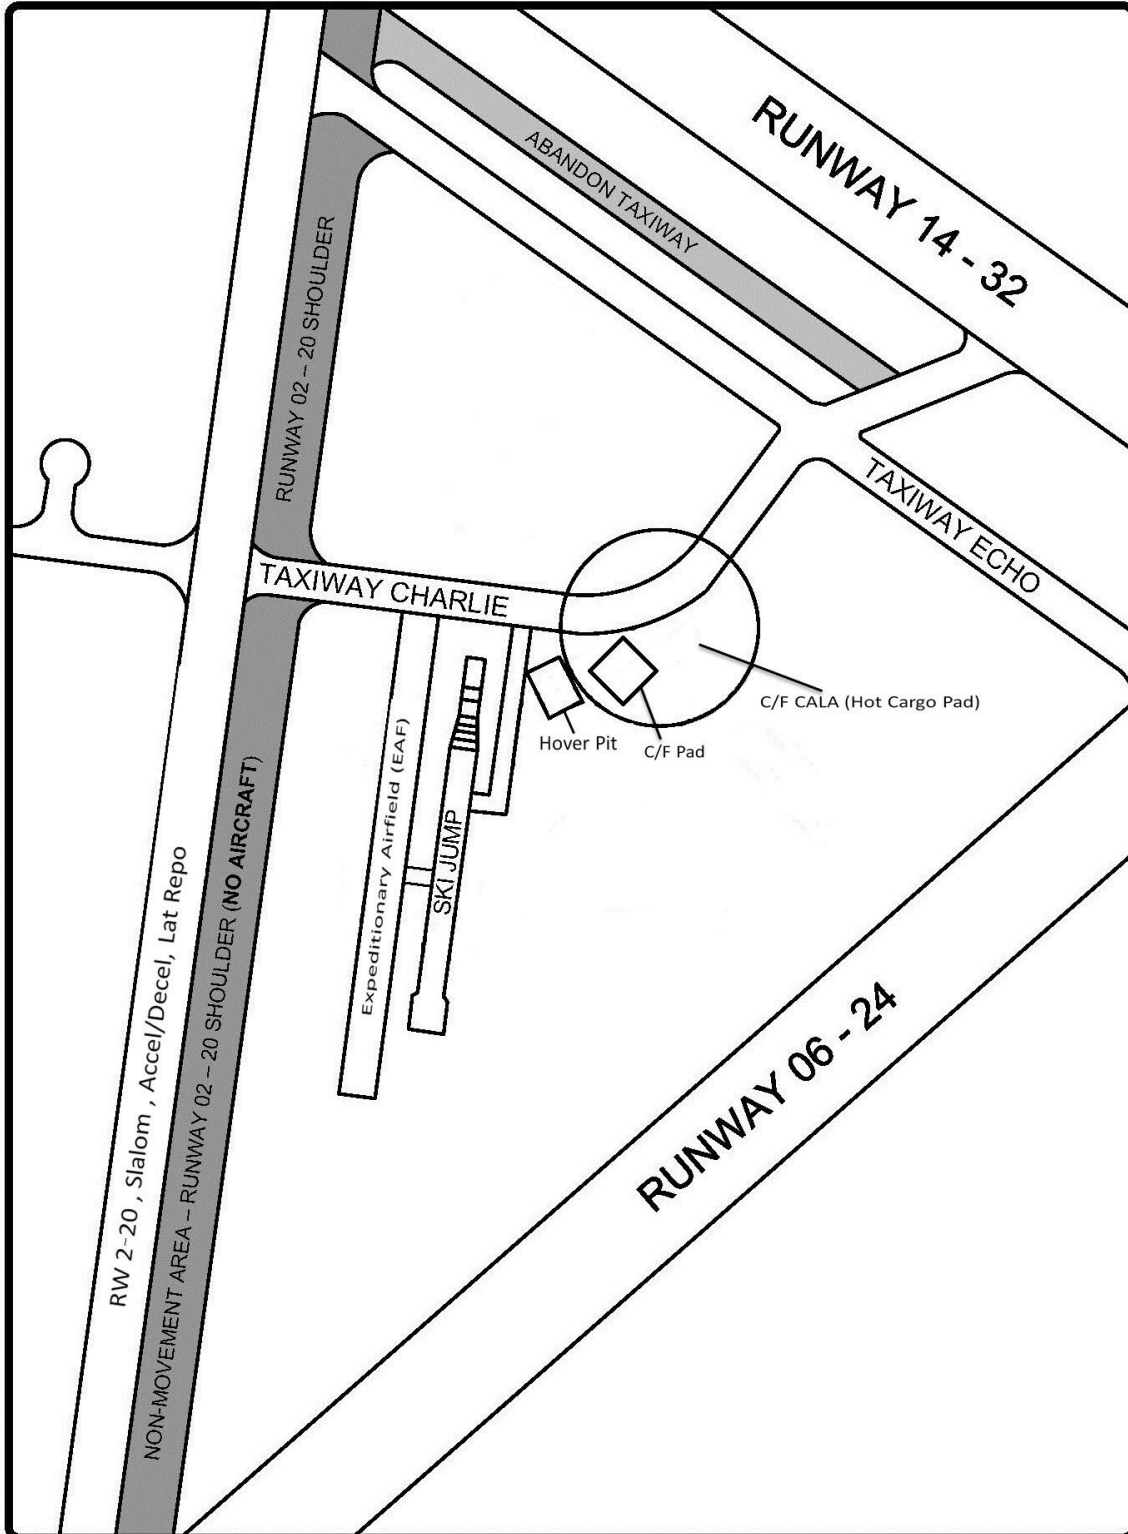 RUNWAY 14 - 32
ABANDON TAXIWAY
RUNWAY 02 – 20 SHOULDER
TAXIWAY ECHO
TAXIWAY CHARLIE
C/F CALA (Hot Cargo Pad)
Hover Pit
C/F Pad
Expeditionary Airfield (EAF)
SKI JUMP
RW 2-20 , Slalom , Accel/Decel, Lat Repo
NON-MOVEMENT AREA – RUNWAY 02 – 20 SHOULDER (NO AIRCRAFT)
RUNWAY 06 - 24